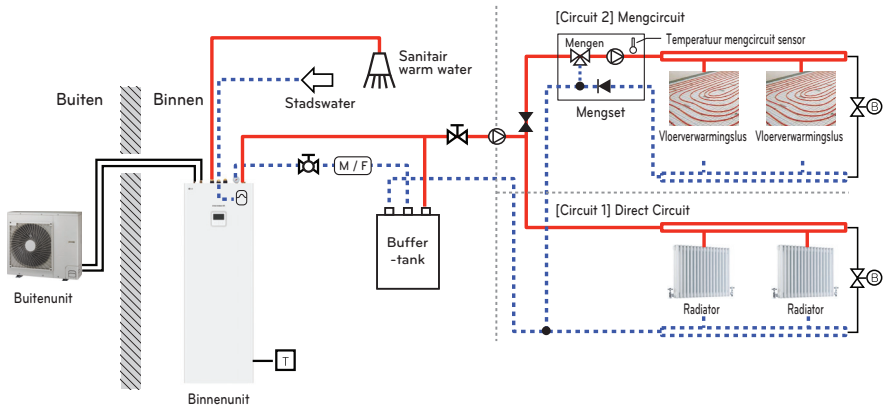 [Circuit 2] Mengcircuit
Mengen
Temperatuur mengcircuit sensor
Sanitair
warm water
Stadswater
Buiten
Binnen
Mengset
Vloerverwarmingslus
Vloerverwarmingslus
B
M / F
[Circuit 1] Direct Circuit
Buffer
-tank
B
Buitenunit
Radiator
Radiator
T
Binnenunit